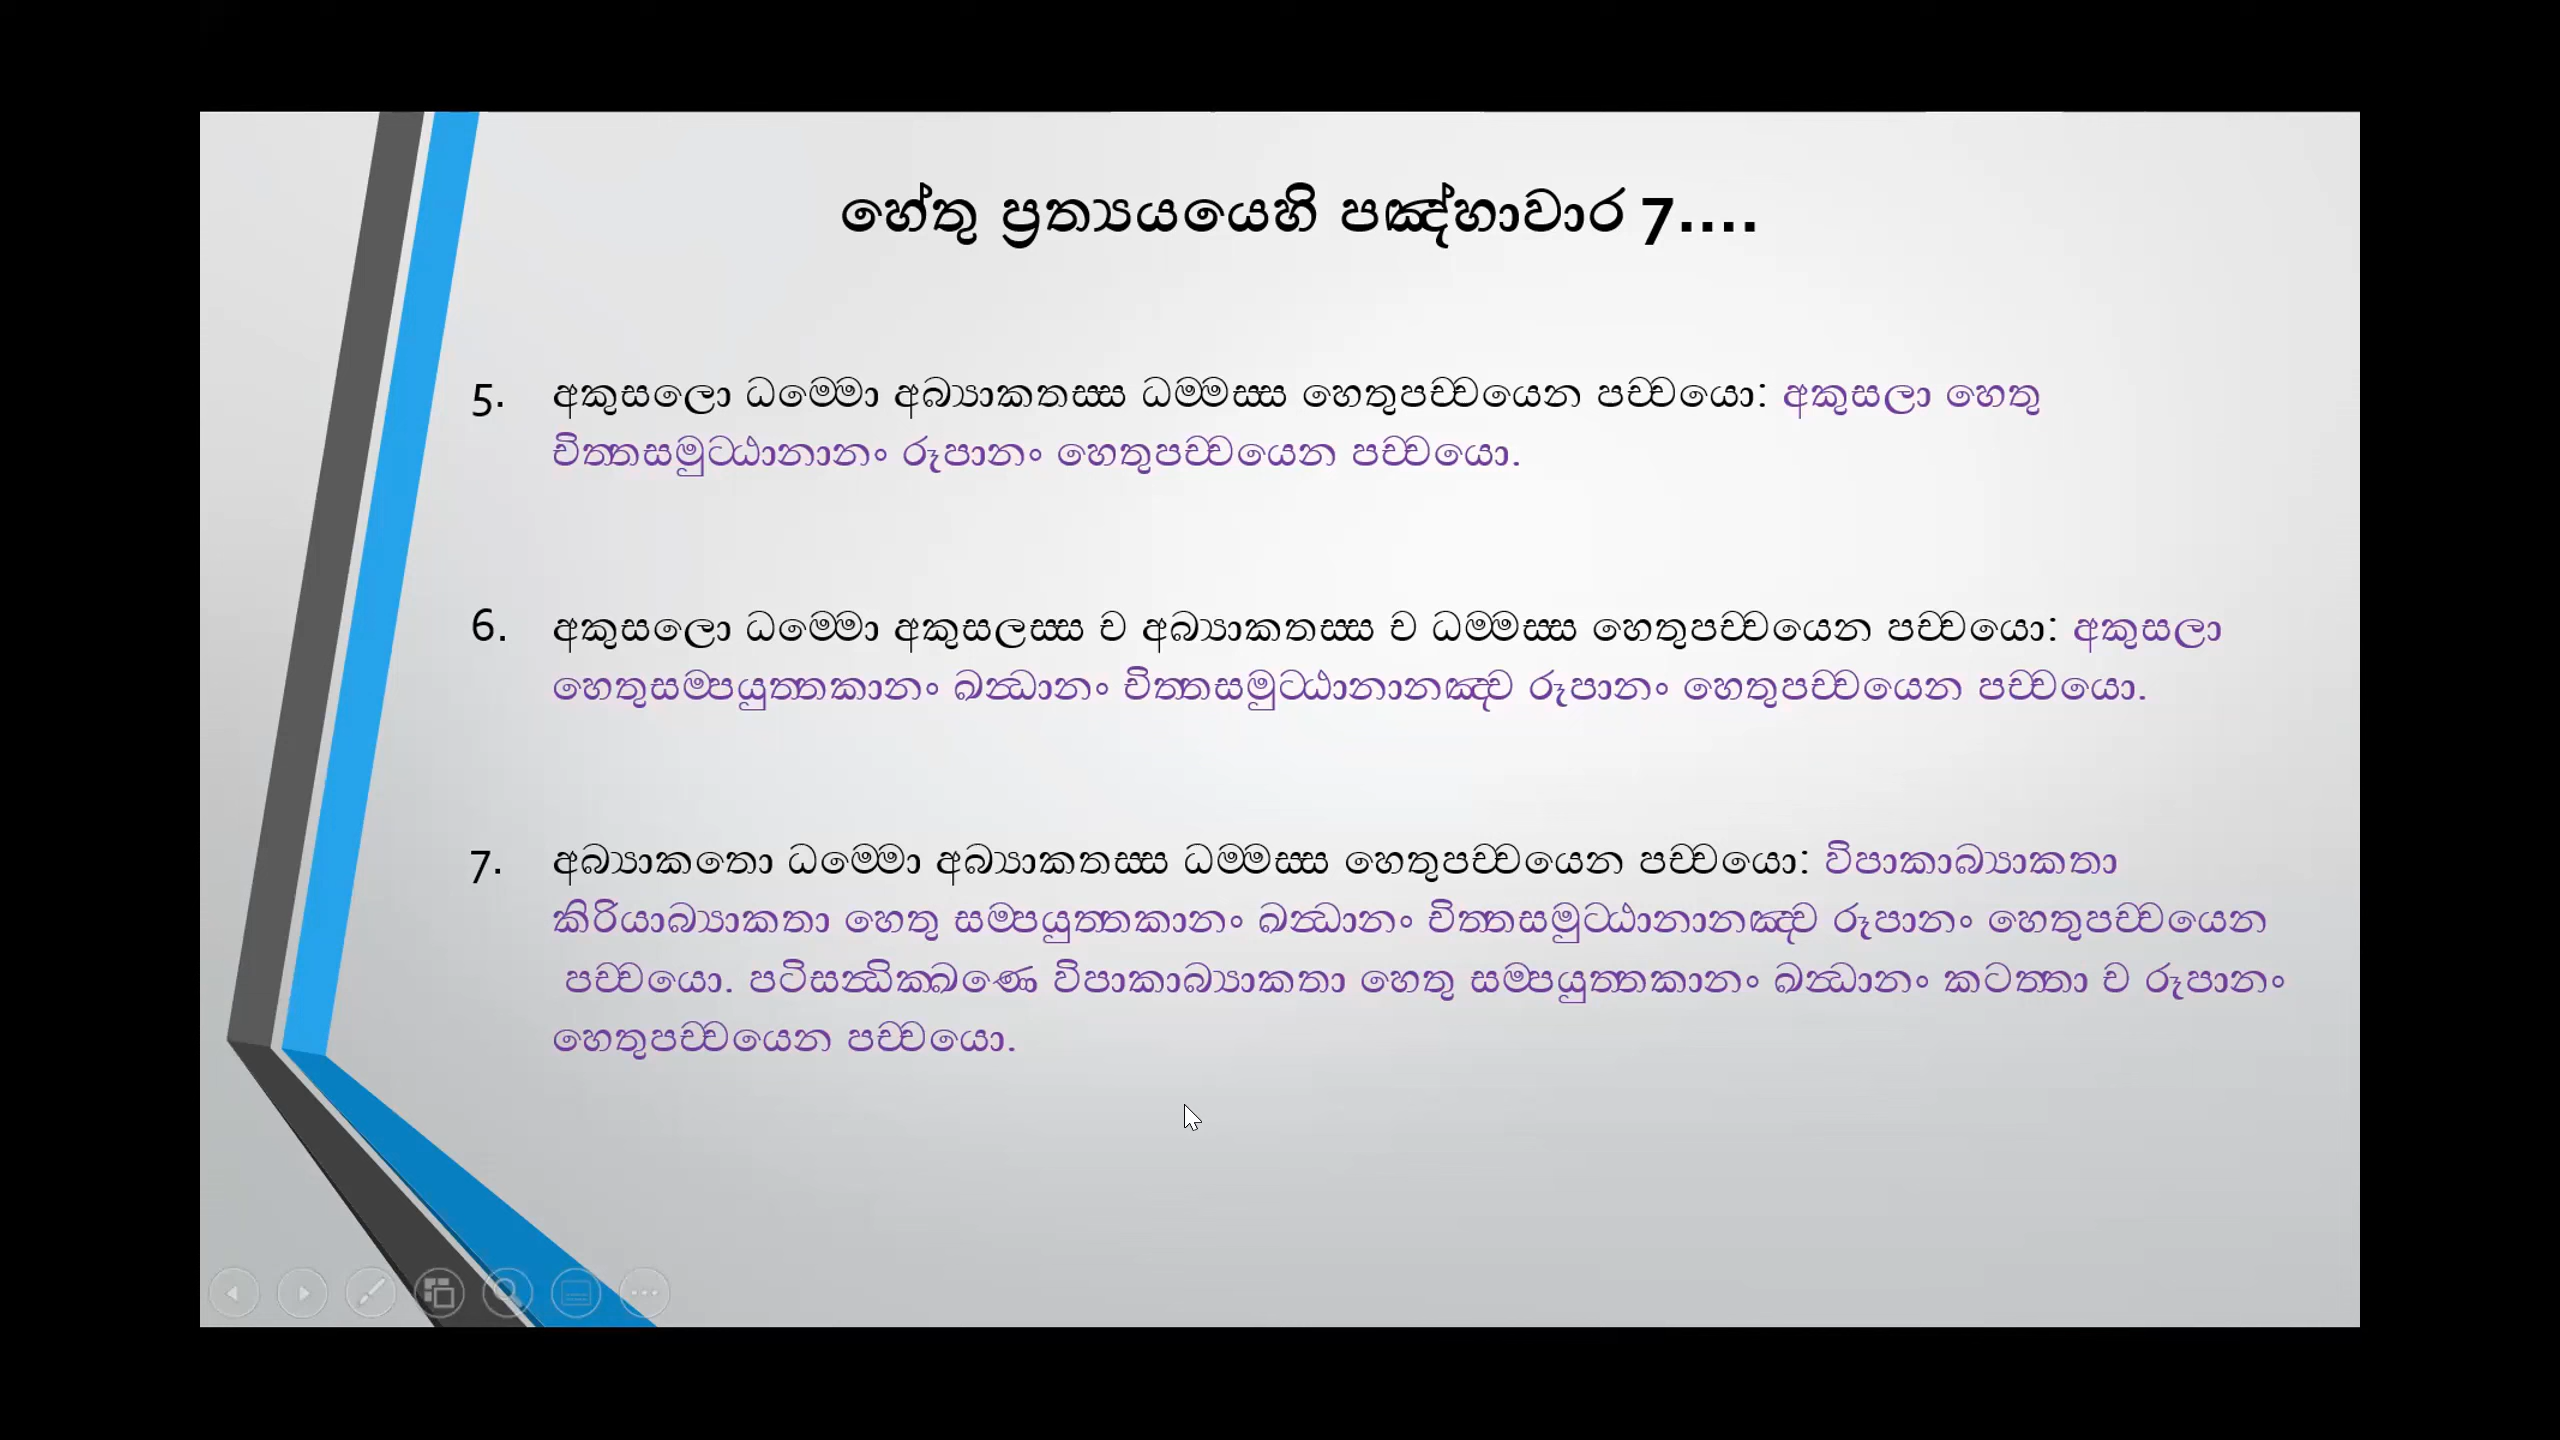 හේතු ප්‍රත්‍යයයෙහි පඤ්හාවාර 7....
5. අකුසලො ධම්මො අබ්‍යාකතස්ස ධම්මස්ස හෙතුපච්චයෙන පච්චයො: අකුසලා හෙතු
චිත්තසමුට්ඨානානං රූපානං හෙතුපච්චයෙන පච්චයො.
6. අකුසලො ධම්මො අකුසලස්ස ච අබ්‍යාකතස්ස ච ධම්මස්ස හෙතුපච්චයෙන පච්චයො: අකුසලා
හෙතුසම්පයුත්තකානං ඛන්ධානං චිත්තසමුට්ඨානානඤ්ච රූපානං හෙතුපච්චයෙන පච්චයො.
7. අබ්‍යාකතො ධම්මො අබ්‍යාකතස්ස ධම්මස්ස හෙතුපච්චයෙන පච්චයො: විපාකාබ්‍යාකතා
කිරියාබ්‍යාකතා හෙතු සම්පයුත්තකානං ඛන්ධානං චිත්තසමුට්ඨානානඤ්ච රූපානං හෙතුපච්චයෙන
පච්චයො. පටිසන්ධික්ඛණෙ විපාකාබ්‍යාකතා හෙතු සම්පයුත්තකානං ඛන්ධානං කටත්තා ච රූපානං
හෙතුපච්චයෙන පච්චයො.